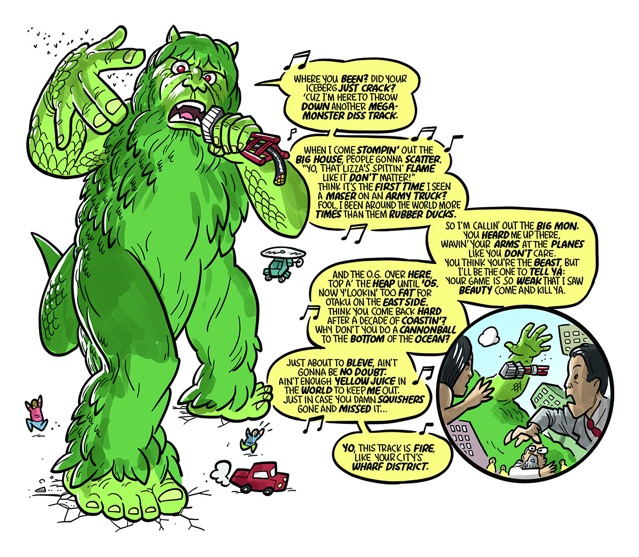 WHERE YOU BEEN? DID YOUR
ICEBERG JUST CRACK?
'CUZ I'M HERE TO THROW
DOWN ANOTHER MEGA-
MONSTER DISS TRACK.
WHEN I COME STOMPIN' OUT THE
BIG HOUSE, PEOPLE GONNA SCATTER.
"YO, THAT LIZZA'S SPITTIN' FLAME
LIKE IT DON'T MATTER!"
THINK IT'S THE FIRST TIME I SEEN
A MASER ON AN ARMY TRUCK?
FOOL, I BEEN AROUND THE WORLD MORE
TIMES THAN THEM RUBBER DUCKS.
SO I'M CALLIN' OUT THE BIG MON.
YOU HEARD ME UP THERE,
WAVIN' YOUR ARMS AT THE PLANES
LIKE YOU DON'T CARE.
YOU THINK YOU'RE THE BEAST, BUT
I'LL BE THE ONE TO TELL YA:
YOUR GAME IS SO WEAK THAT I SAW
BEAUTY COME AND KILL YA.
AND THE O.G. OVER HERE,
TOP A' THE HEAP UNTIL '05.
NOW Y'LOOKIN' TOO FAT FOR
OTAKU ON THE EAST SIDE.
THINK YOU COME BACK HARD
AFTER A DECADE OF COASTIN'?
WHY DON'T YOU DO A CANNONBALL
TO THE BOTTOM OF THE OCEAN?
JUST ABOUT TO BLEVE, AIN'T
GONNA BE NO DOUBT.
AIN'T ENOUGH YELLOW JUICE IN
THE WORLD TO KEEP ME OUT.
JUST IN CASE YOU DAMN SQUISHERS
GONE AND MISSED IT...
YO, THIS TRACK IS FIRE,
LIKE YOUR CITY'S
WHARF DISTRICT.